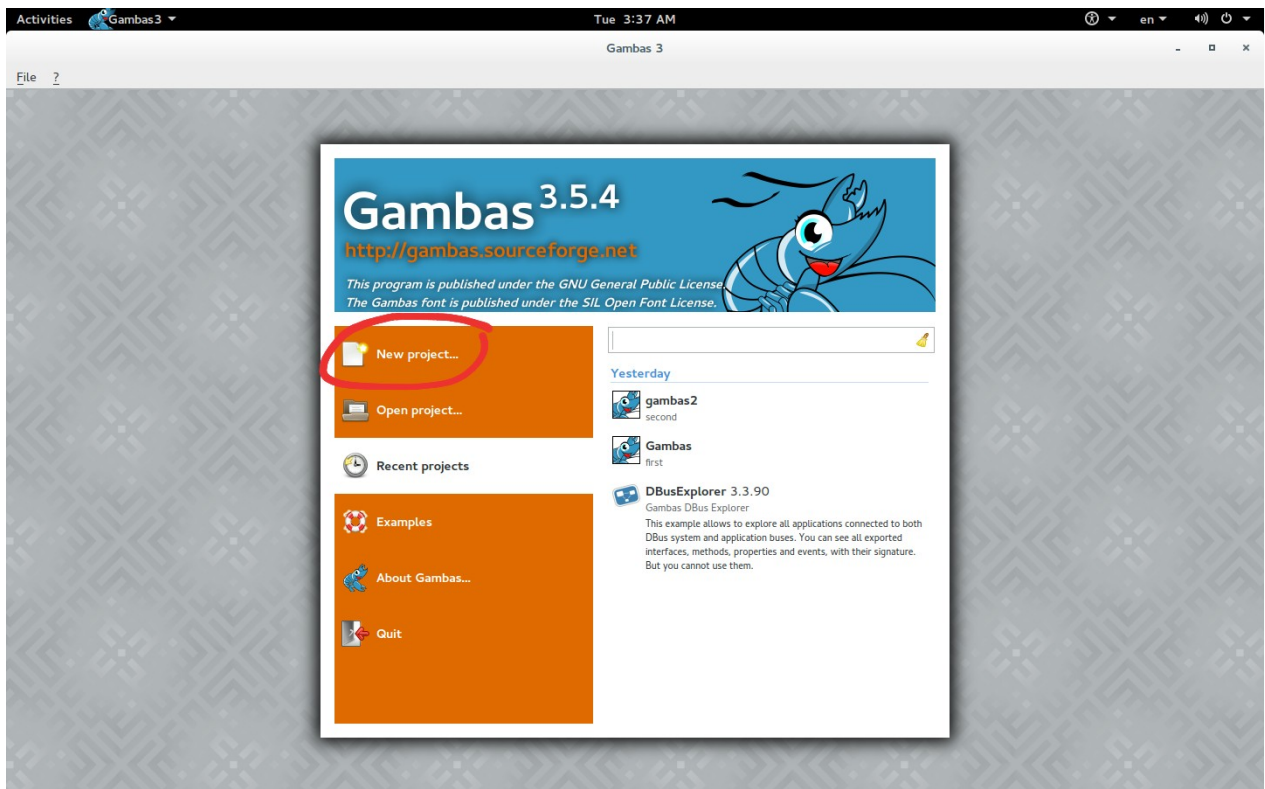 Activities Gambas3 Tue 3:37 AM en
Gambas 3
File ?
Gambas 3.5.4
http://gambas.sourceforge.net
This program is published under the GNU General Public License.
The Gambas font is published under the SIL Open Font License.
New project...
Open project...
Recent projects
Examples
About Gambas...
Quit
Yesterday
gambas2
second
Gambas
first
DBusExplorer 3.3.90
Gambas DBus Explorer
This example allows to explore all applications connected to both
DBus system and application buses. You can see all exported
interfaces, methods, properties and events, with their signature.
But you cannot use them.